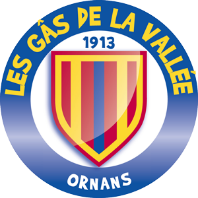 LES GÂS DE LA VALLÉE
1913
ORNANS